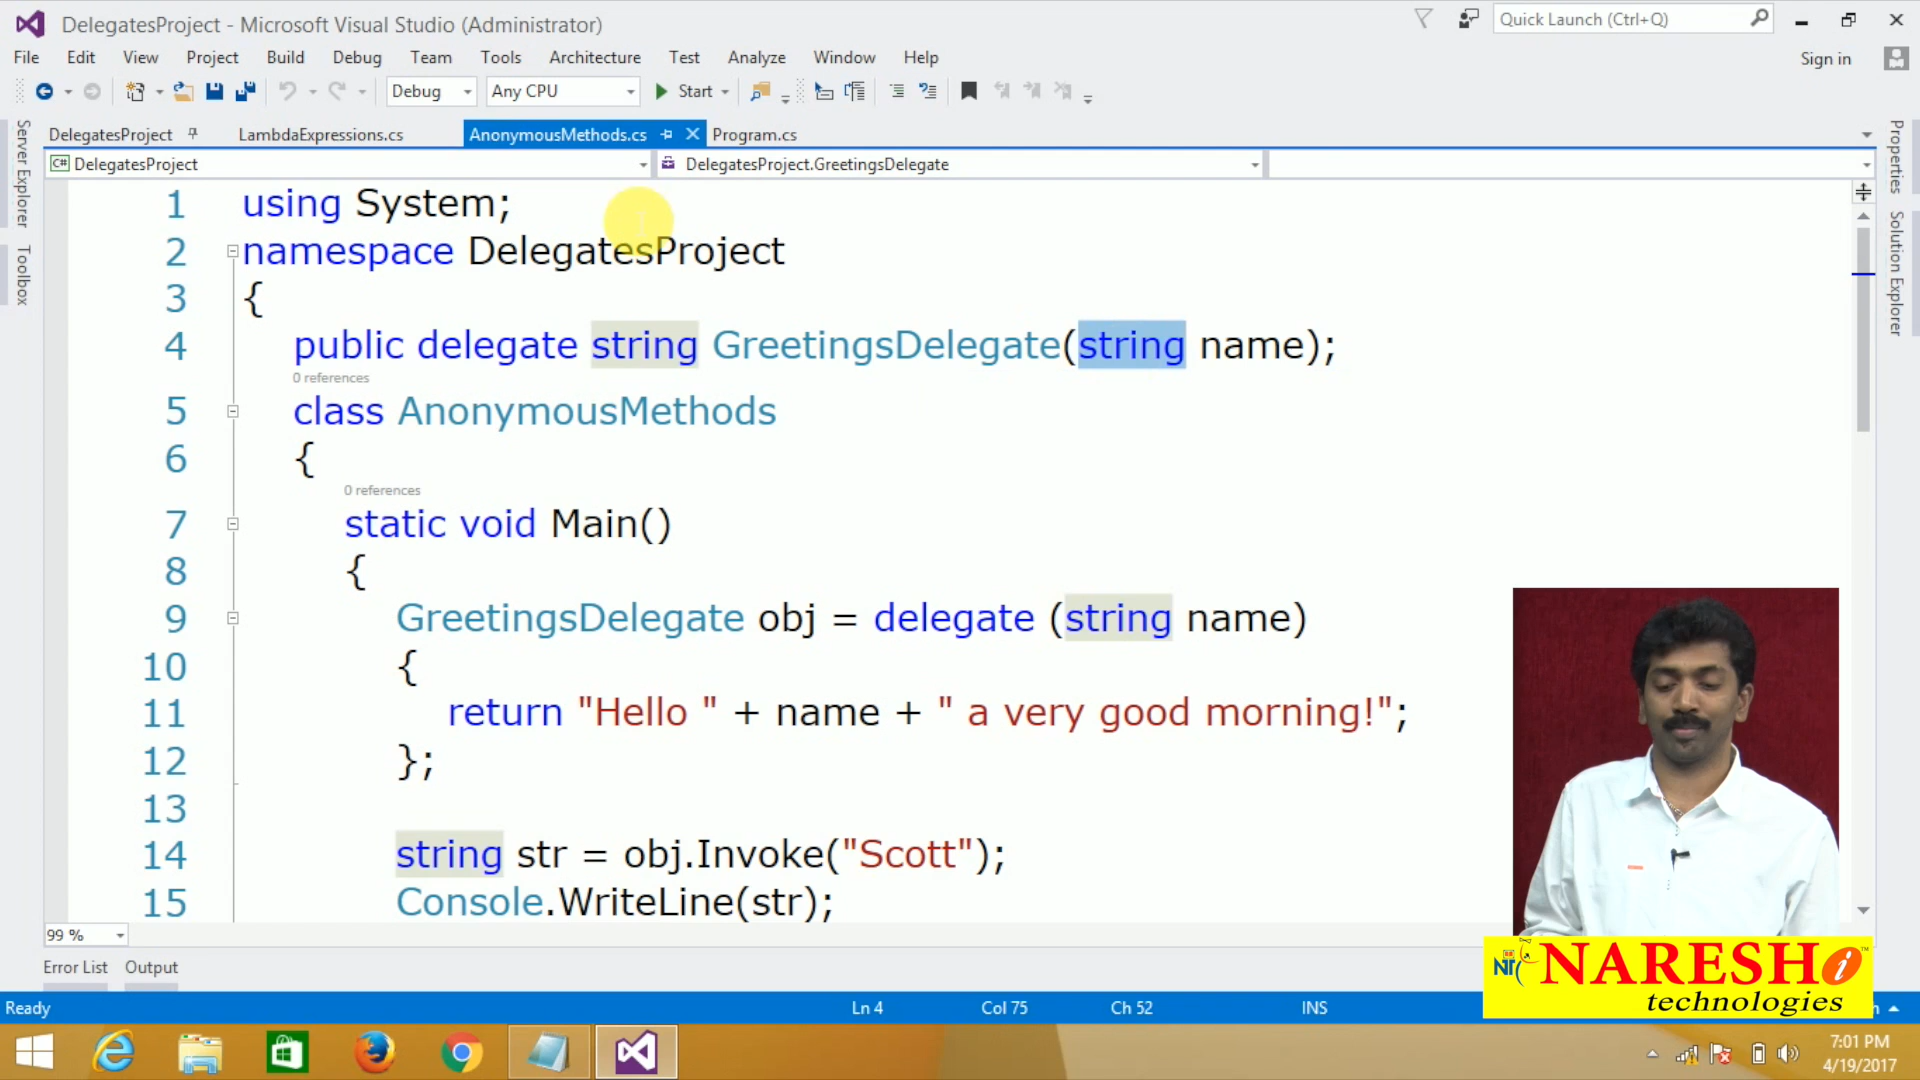 DelegatesProject - Microsoft Visual Studio (Administrator)
Quick Launch (Ctrl+Q)
File Edit View Project Build Debug Team Tools Architecture Test Analyze Window Help
Sign in
Debug Any CPU Start
DelegatesProject LambdaExpressions.cs AnonymousMethods.cs Program.cs
C# DelegatesProject DelegatesProject.GreetingsDelegate
Server Explorer
Toolbox
Properties
Solution Explorer
1 using System;
2 namespace DelegatesProject
3 {
4 public delegate string GreetingsDelegate(string name);
0 references
5 class AnonymousMethods
6 {
0 references
7 static void Main()
8 {
9 GreetingsDelegate obj = delegate (string name)
10 {
11 return "Hello " + name + " a very good morning!";
12 };
13
14 string str = obj.Invoke("Scott");
15 Console.WriteLine(str);
99 %
Error List Output
NARESH i
technologies
Ready Ln 4 Col 75 Ch 52 INS
7:01 PM
4/19/2017